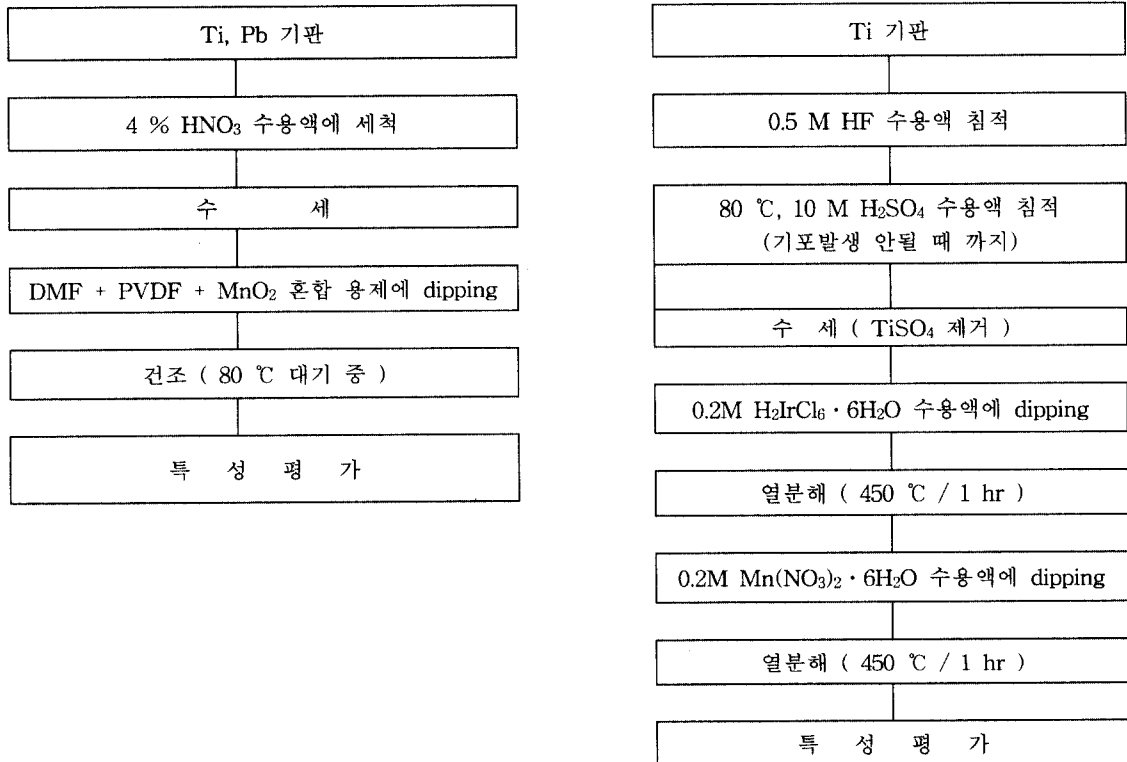 Ti, Pb 기판
4 % HNO₃ 수용액에 세척
수 세
DMF + PVDF + MnO₂ 혼합 용제에 dipping
건조 ( 80 ℃ 대기 중 )
특 성 평 가
Ti 기판
0.5 M HF 수용액 침적
80 ℃, 10 M H₂SO₄ 수용액 침적
(기포발생 안될 때 까지)
수 세 ( TiSO₄ 제거 )
0.2M H₂IrCl₆・6H₂O 수용액에 dipping
열분해 ( 450 ℃ / 1 hr )
0.2M Mn(NO₃)₂・6H₂O 수용액에 dipping
열분해 ( 450 ℃ / 1 hr )
특 성 평 가